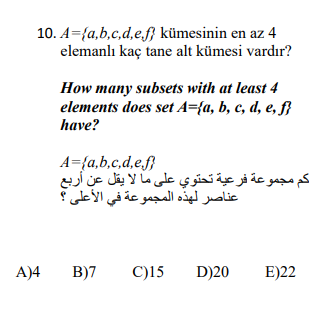 10. A={a,b,c,d,e,f} kümesinin en az 4
elemanlı kaç tane alt kümesi vardır?
How many subsets with at least 4
elements does set A={a, b, c, d, e, f}
have?
A={a,b,c,d,e,f}
كم مجموعة فرعية تحتوي على ما لا يقل عن أربع
عناصر لهذه المجموعة في الأعلى ؟
A)4 B)7 C)15 D)20 E)22